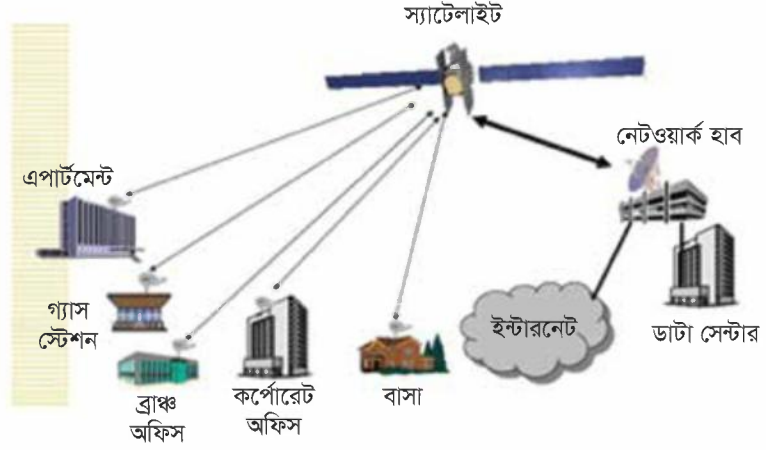 স্যাটেলাইট
নেটওয়ার্ক হাব
এপার্টমেন্ট
গ্যাস
স্টেশন
ইন্টারনেট
ডাটা সেন্টার
ব্রাঞ্চ
অফিস
কর্পোরেট
অফিস
বাসা